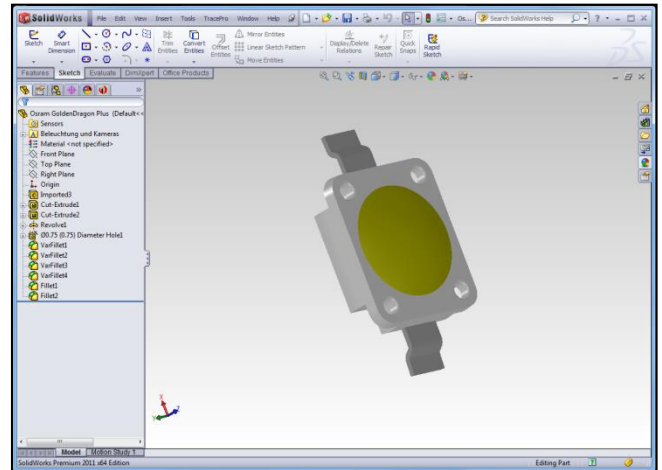 SolidWorks File Edit View Insert Tools TracePro Window Help Os... Search SolidWorks Help
Sketch Smart Dimension Trim Entities Convert Entities Offset Entities Mirror Entities Linear Sketch Pattern Move Entities Display/Delete Relations Repair Sketch Quick Snaps Rapid Sketch
Features Sketch Evaluate DimXpert Office Products
Osram GoldenDragon Plus (Default<<
Sensors
Beleuchtung und Kameras
Material <not specified>
Front Plane
Top Plane
Right Plane
Origin
Imported3
Cut-Extrude1
Cut-Extrude2
Revolve1
Ø0.75 (0.75) Diameter Hole1
VarFillet1
VarFillet2
VarFillet3
VarFillet4
Fillet1
Fillet2
X
Y
Z
Model Motion Study 1
SolidWorks Premium 2011 x64 Edition Editing Part